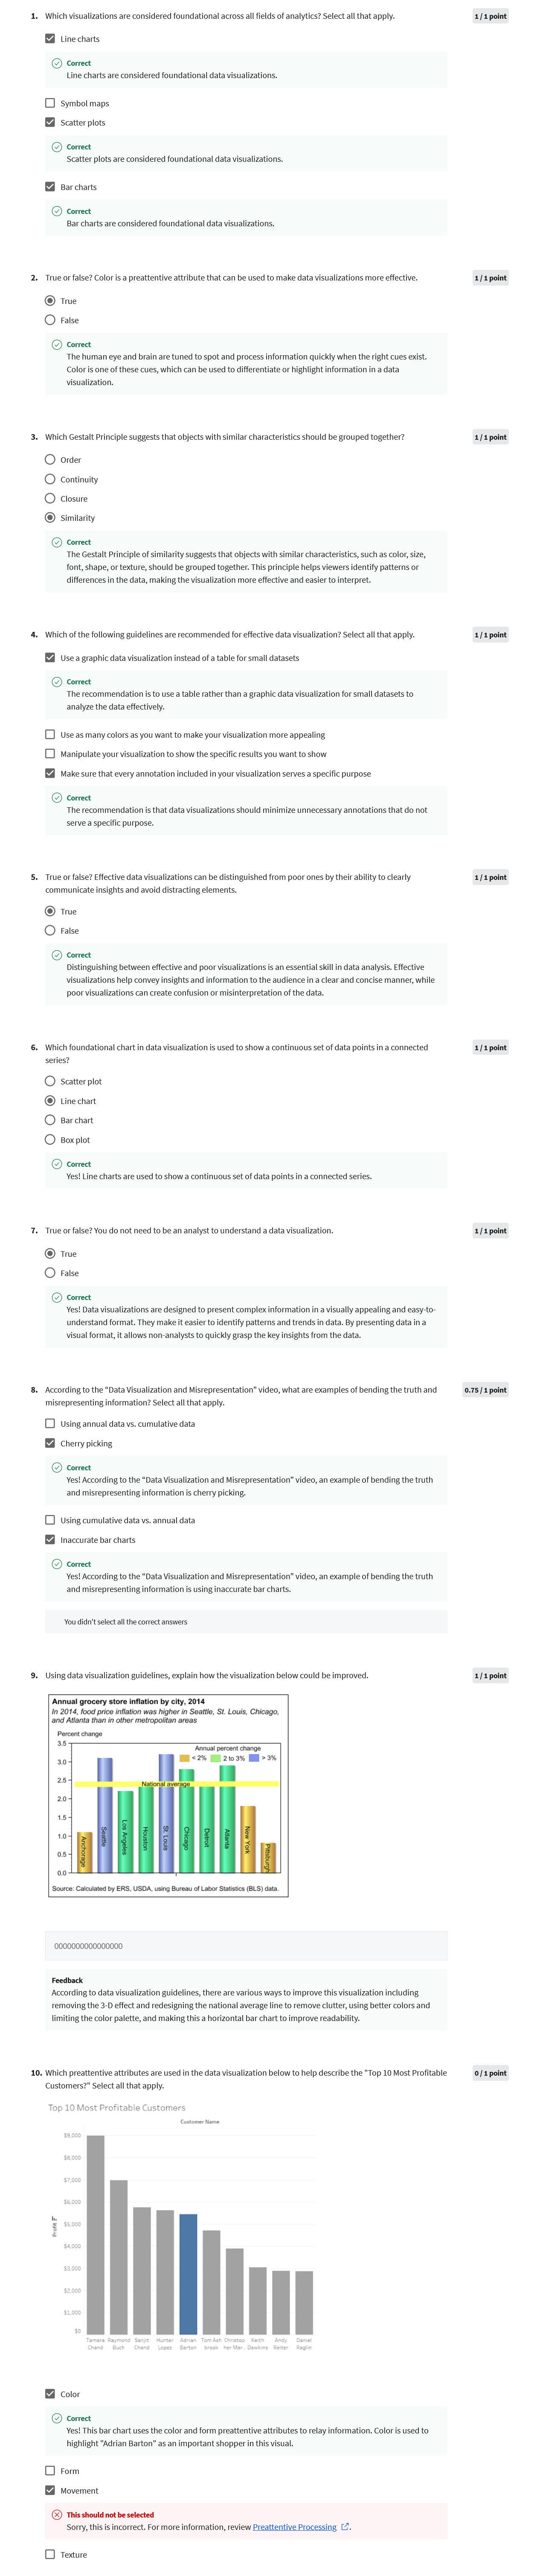 1. Which visualizations are considered foundational across all fields of analytics? Select all that apply.
1 / 1 point
Line charts
Correct
Line charts are considered foundational data visualizations.
Symbol maps
Scatter plots
Correct
Scatter plots are considered foundational data visualizations.
Bar charts
Correct
Bar charts are considered foundational data visualizations.
2. True or false? Color is a preattentive attribute that can be used to make data visualizations more effective.
1 / 1 point
True
False
Correct
The human eye and brain are tuned to spot and process information quickly when the right cues exist.
Color is one of these cues, which can be used to differentiate or highlight information in a data
visualization.
3. Which Gestalt Principle suggests that objects with similar characteristics should be grouped together?
1 / 1 point
Order
Continuity
Closure
Similarity
Correct
The Gestalt Principle of similarity suggests that objects with similar characteristics, such as color, size,
font, shape, or texture, should be grouped together. This principle helps viewers identify patterns or
differences in the data, making the visualization more effective and easier to interpret.
4. Which of the following guidelines are recommended for effective data visualization? Select all that apply.
1 / 1 point
Use a graphic data visualization instead of a table for small datasets
Correct
The recommendation is to use a table rather than a graphic data visualization for small datasets to
analyze the data effectively.
Use as many colors as you want to make your visualization more appealing
Manipulate your visualization to show the specific results you want to show
Make sure that every annotation included in your visualization serves a specific purpose
Correct
The recommendation is that data visualizations should minimize unnecessary annotations that do not
serve a specific purpose.
5. True or false? Effective data visualizations can be distinguished from poor ones by their ability to clearly
communicate insights and avoid distracting elements.
1 / 1 point
True
False
Correct
Distinguishing between effective and poor visualizations is an essential skill in data analysis. Effective
visualizations help convey insights and information to the audience in a clear and concise manner, while
poor visualizations can create confusion or misinterpretation of the data.
6. Which foundational chart in data visualization is used to show a continuous set of data points in a connected
series?
1 / 1 point
Scatter plot
Line chart
Bar chart
Box plot
Correct
Yes! Line charts are used to show a continuous set of data points in a connected series.
7. True or false? You do not need to be an analyst to understand a data visualization.
1 / 1 point
True
False
Correct
Yes! Data visualizations are designed to present complex information in a visually appealing and easy-to-
understand format. They make it easier to identify patterns and trends in data. By presenting data in a
visual format, it allows non-analysts to quickly grasp the key insights from the data.
8. According to the "Data Visualization and Misrepresentation" video, what are examples of bending the truth and
misrepresenting information? Select all that apply.
0.75 / 1 point
Using annual data vs. cumulative data
Cherry picking
Correct
Yes! According to the "Data Visualization and Misrepresentation" video, an example of bending the truth
and misrepresenting information is cherry picking.
Using cumulative data vs. annual data
Inaccurate bar charts
Correct
Yes! According to the "Data Visualization and Misrepresentation" video, an example of bending the truth
and misrepresenting information is using inaccurate bar charts.
You didn't select all the correct answers
9. Using data visualization guidelines, explain how the visualization below could be improved.
1 / 1 point
Annual grocery store inflation by city, 2014
In 2014, food price inflation was higher in Seattle, St. Louis, Chicago,
and Atlanta than in other metropolitan areas
Percent change
3.5
Annual percent change
3.0
< 2%
2 to 3%
> 3%
2.5
National average
2.0
1.5
1.0
0.5
0.0
Anchorage
Seattle
Los Angeles
Houston
St. Louis
Chicago
Detroit
Atlanta
New York
Pittsburgh
Source: Calculated by ERS, USDA, using Bureau of Labor Statistics (BLS) data.
0000000000000000
Feedback
According to data visualization guidelines, there are various ways to improve this visualization including
removing the 3-D effect and redesigning the national average line to remove clutter, using better colors and
limiting the color palette, and making this a horizontal bar chart to improve readability.
10. Which preattentive attributes are used in the data visualization below to help describe the "Top 10 Most Profitable
Customers?" Select all that apply.
0 / 1 point
Top 10 Most Profitable Customers
Customer Name
$9,000
$8,000
$7,000
$6,000
$5,000
$4,000
$3,000
$2,000
$1,000
$0
Profit
Tamara Raymond Sanjit Hunter Adrian Tom Ash Christop Keith Andy Daniel
Chand Buch Chand Lopez Barton brook her Mar.. Dawkins Reiter Raglin
Color
Correct
Yes! This bar chart uses the color and form preattentive attributes to relay information. Color is used to
highlight "Adrian Barton" as an important shopper in this visual.
Form
Movement
This should not be selected
Sorry, this is incorrect. For more information, review Preattentive Processing.
Texture